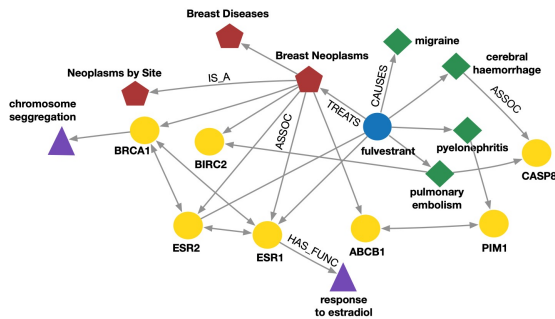 Breast Diseases
migraine
Breast Neoplasms
cerebral
haemorrhage
Neoplasms by Site
IS_A
CAUSES
TREATS
ASSOC
chromosome
seggregation
ASSOC
BRCA1
BIRC2
fulvestrant
pyelonephritis
CASP8
pulmonary
embolism
ESR2
ESR1
HAS_FUNC
ABCB1
PIM1
response
to estradiol